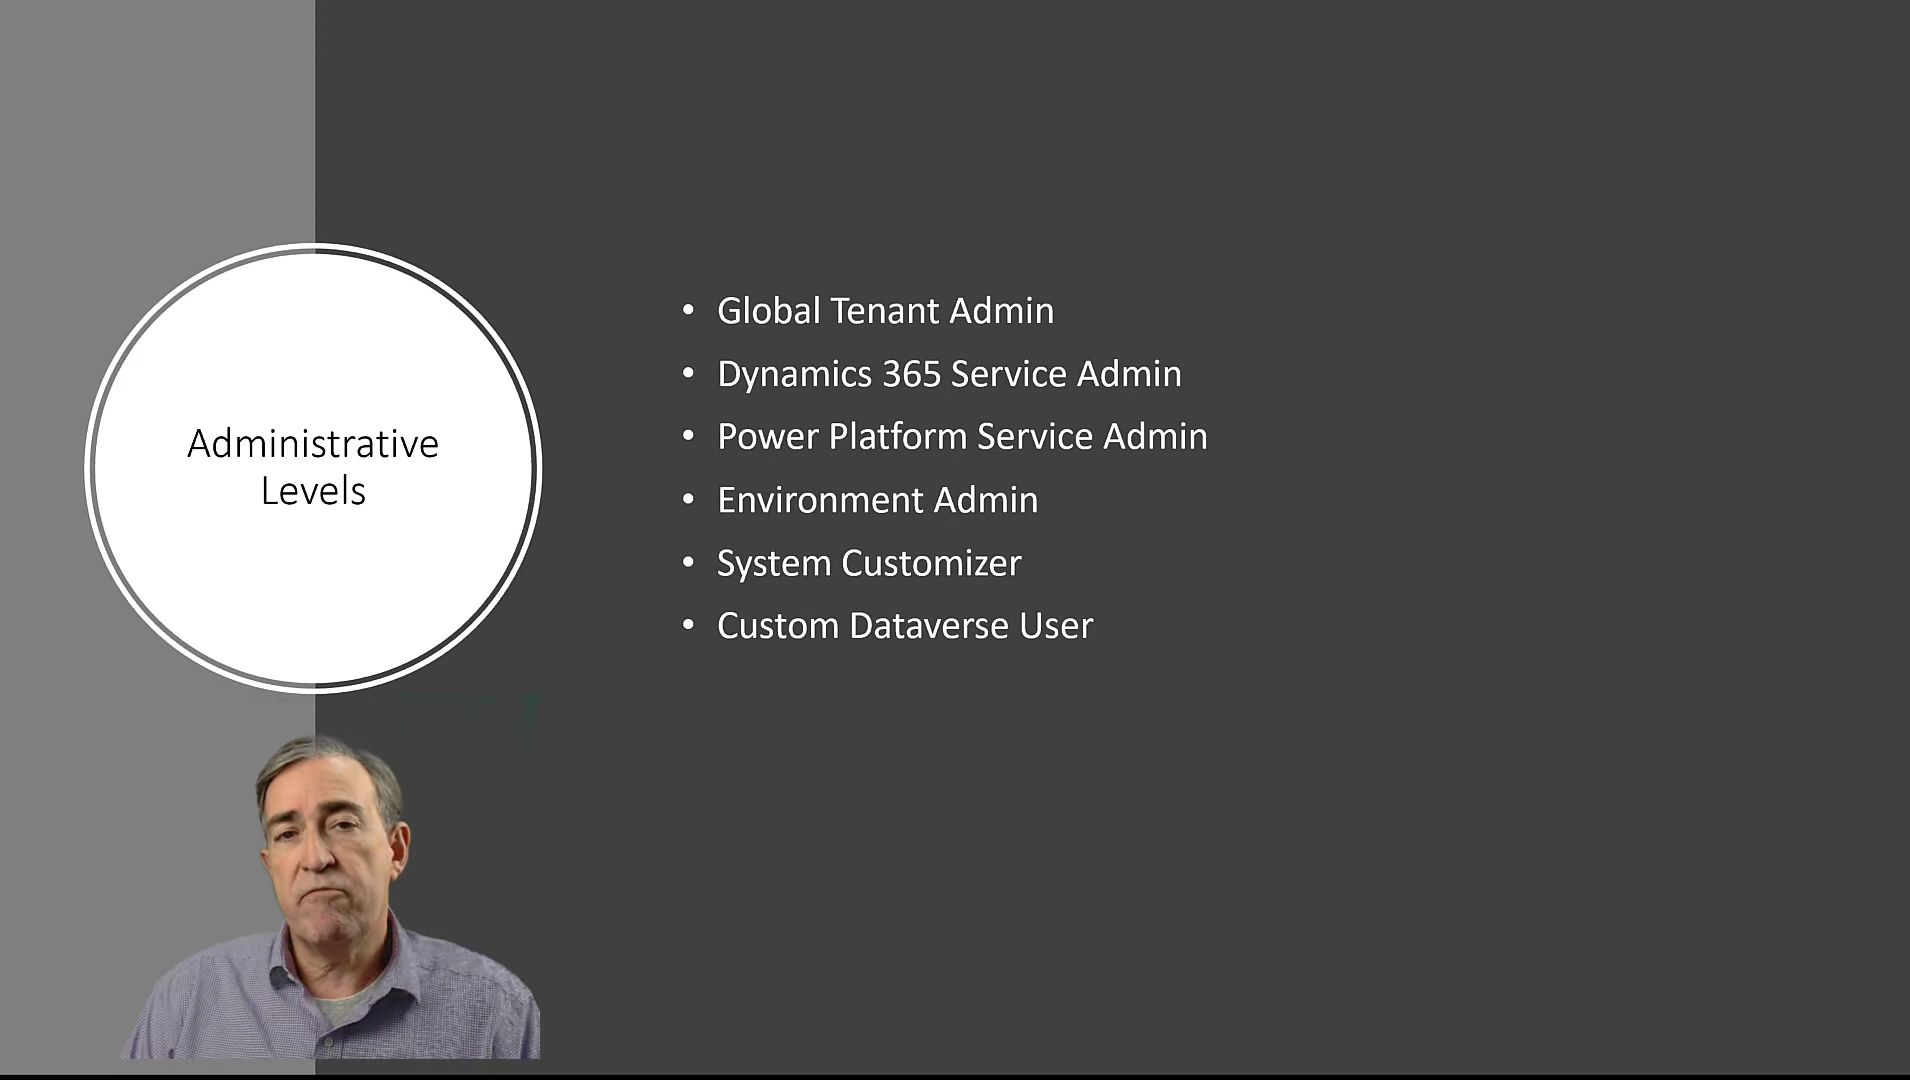 Administrative
Levels
• Global Tenant Admin
• Dynamics 365 Service Admin
• Power Platform Service Admin
• Environment Admin
• System Customizer
• Custom Dataverse User